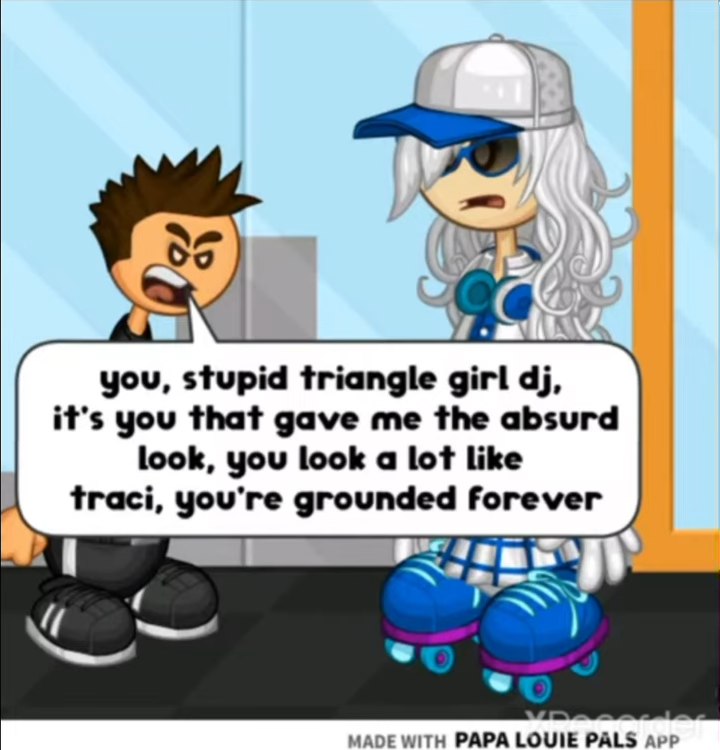 you, stupid triangle girl dj,
it's you that gave me the absurd
look, you look a lot like
traci, you're grounded forever
XRecorder
MADE WITH PAPA LOUIE PALS APP